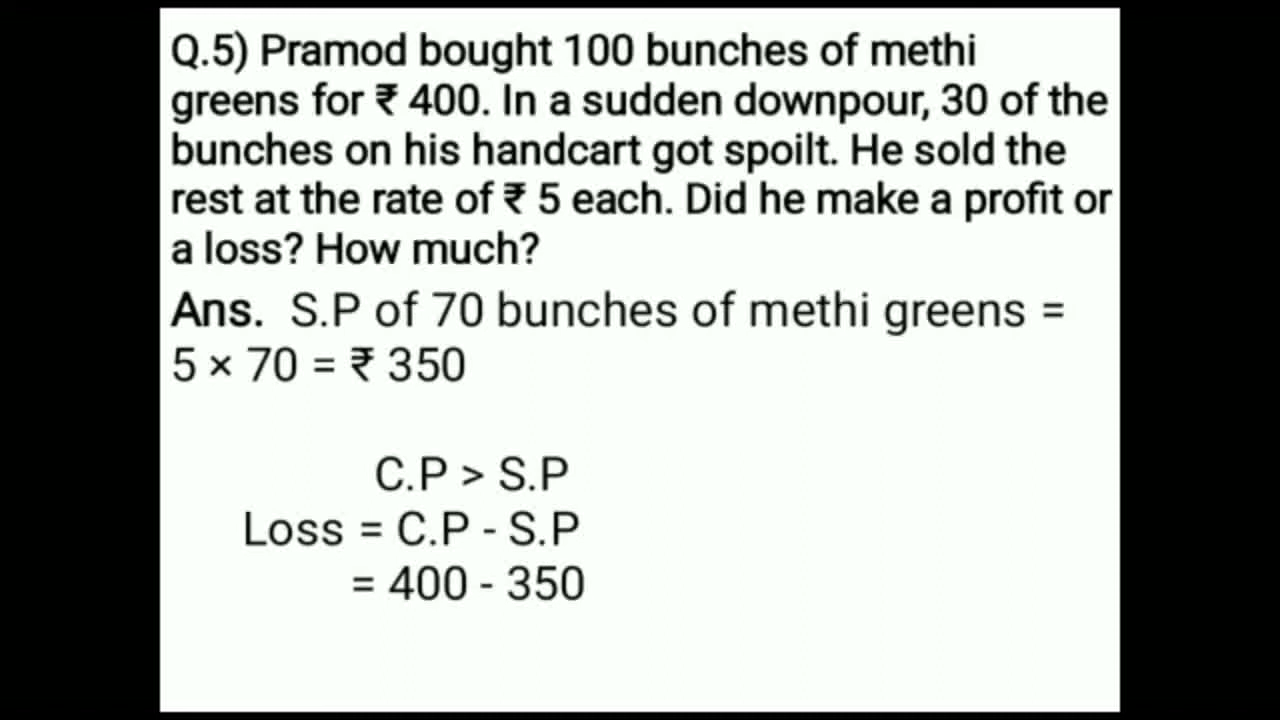 Q.5) Pramod bought 100 bunches of methi
greens for ₹ 400. In a sudden downpour, 30 of the
bunches on his handcart got spoilt. He sold the
rest at the rate of ₹ 5 each. Did he make a profit or
a loss? How much?
Ans. S.P of 70 bunches of methi greens =
5 × 70 = ₹ 350
C.P > S.P
Loss = C.P - S.P
= 400 - 350